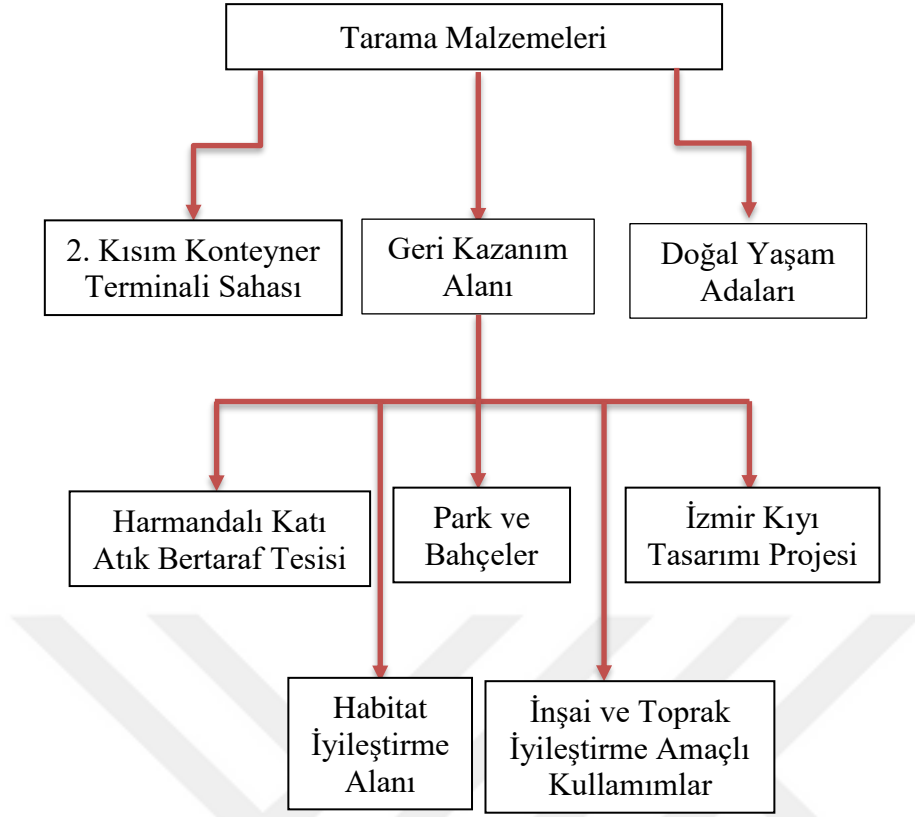 Tarama Malzemeleri
2. Kısım Konteyner
Terminali Sahası
Geri Kazanım
Alanı
Doğal Yaşam
Adaları
Harmandalı Katı
Atık Bertaraf Tesisi
Park ve
Bahçeler
İzmir Kıyı
Tasarımı Projesi
Habitat
İyileştirme
Alanı
İnşai ve Toprak
İyileştirme Amaçlı
Kullamımlar